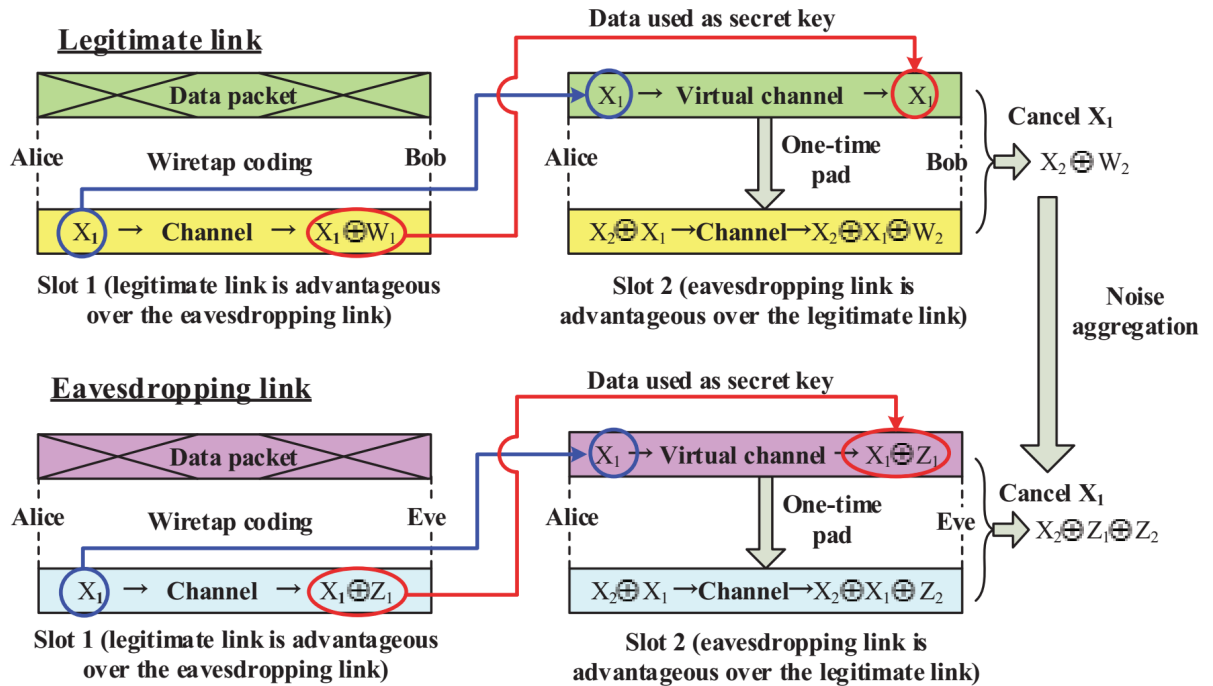 Data used as secret key
Legitimate link
Data packet
X₁ → Virtual channel → X₁
Cancel X₁
Alice
Wiretap coding
Bob
Alice
One-time
pad
Bob
X₂⊕W₂
X₁ → Channel → X₁⊕W₁
X₂⊕X₁→Channel→X₂⊕X₁⊕W₂
Slot 1 (legitimate link is advantageous
over the eavesdropping link)
Slot 2 (eavesdropping link is
advantageous over the legitimate link)
Noise
aggregation
Data used as secret key
Eavesdropping link
Data packet
X₁ → Virtual channel → X₁⊕Z₁
Cancel X₁
Alice
Wiretap coding
Eve
Alice
One-time
pad
Eve
X₂⊕Z₁⊕Z₂
X₁ → Channel → X₁⊕Z₁
X₂⊕X₁→Channel→X₂⊕X₁⊕Z₂
Slot 1 (legitimate link is advantageous
over the eavesdropping link)
Slot 2 (eavesdropping link is
advantageous over the legitimate link)